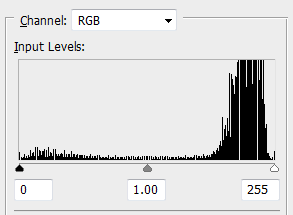 Channel: RGB
Input Levels:
0 1.00 255